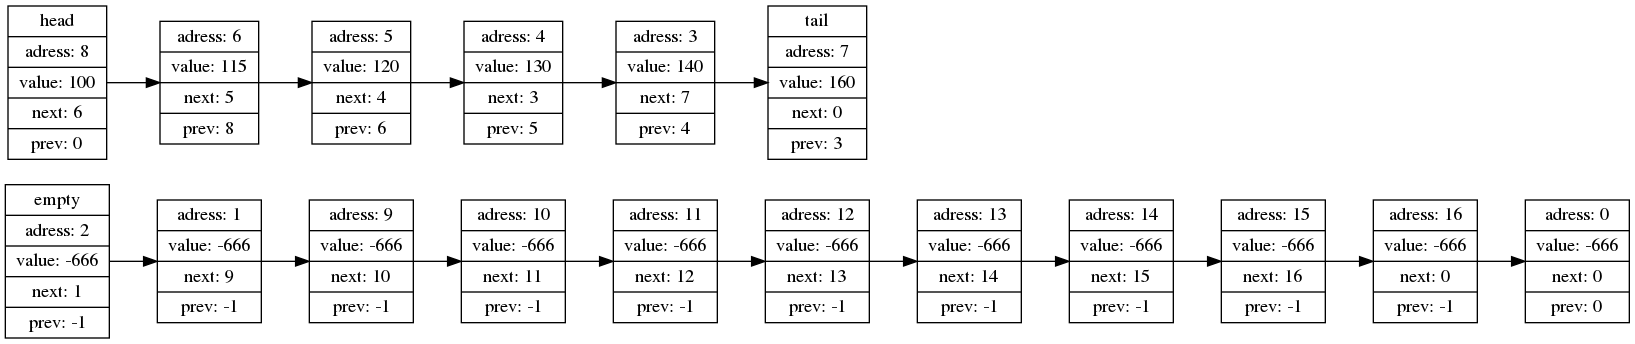 head
adress: 8
value: 100
next: 6
prev: 0
adress: 6
value: 115
next: 5
prev: 8
adress: 5
value: 120
next: 4
prev: 6
adress: 4
value: 130
next: 3
prev: 5
adress: 3
value: 140
next: 7
prev: 4
tail
adress: 7
value: 160
next: 0
prev: 3
empty
adress: 2
value: -666
next: 1
prev: -1
adress: 1
value: -666
next: 9
prev: -1
adress: 9
value: -666
next: 10
prev: -1
adress: 10
value: -666
next: 11
prev: -1
adress: 11
value: -666
next: 12
prev: -1
adress: 12
value: -666
next: 13
prev: -1
adress: 13
value: -666
next: 14
prev: -1
adress: 14
value: -666
next: 15
prev: -1
adress: 15
value: -666
next: 16
prev: -1
adress: 16
value: -666
next: 0
prev: -1
adress: 0
value: -666
next: 0
prev: 0